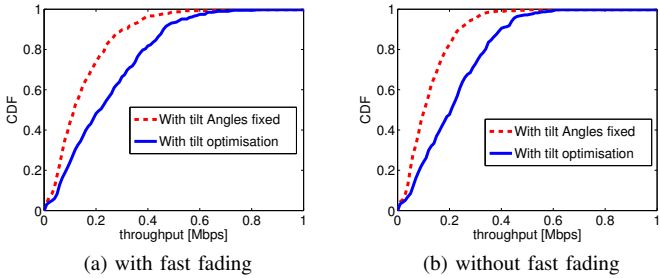 1
0.8
0.6
0.4
0.2
0
CDF
With tilt Angles fixed
With tilt optimisation
0 0.2 0.4 0.6 0.8 1
throughput [Mbps]
(a) with fast fading
1
0.8
0.6
0.4
0.2
0
CDF
With tilt Angles fixed
With tilt optimisation
0 0.2 0.4 0.6 0.8 1
throughput [Mbps]
(b) without fast fading